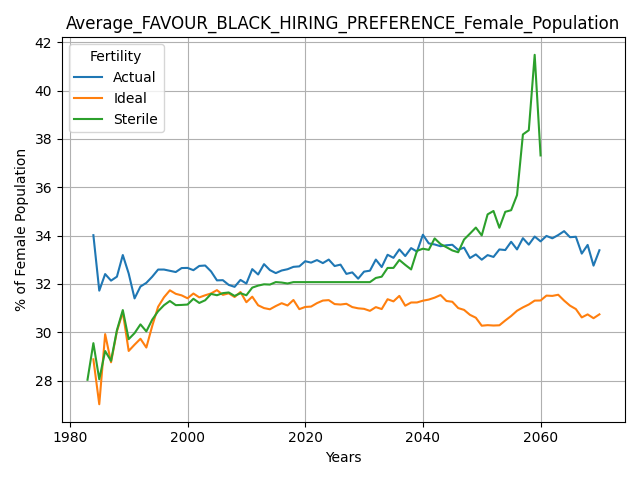 Average_FAVOUR_BLACK_HIRING_PREFERENCE_Female_Population
Fertility
Actual
Ideal
Sterile
% of Female Population
42
40
38
36
34
32
30
28
1980 2000 2020 2040 2060
Years